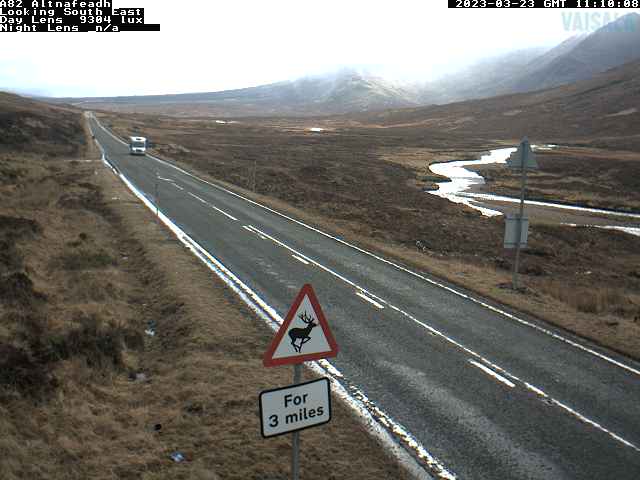 A82 Altnafeadh
Looking South East
Day Lens 9304 lux
Night Lens n/a
2023-03-23 GMT 11:10:08
VAISALA
For
3 miles